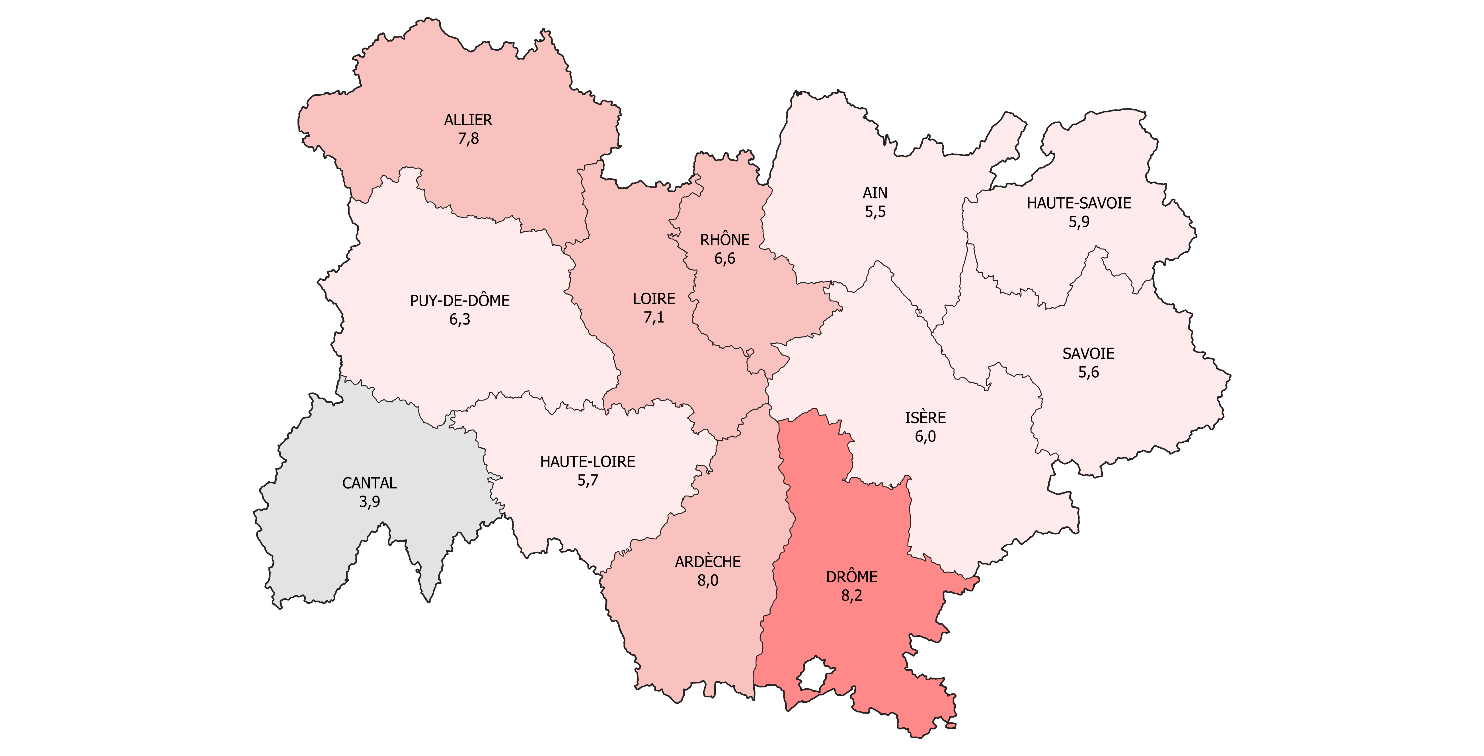 ALLIER
7,8
AIN
5,5
HAUTE-SAVOIE
5,9
RHÔNE
6,6
PUY-DE-DÔME
6,3
LOIRE
7,1
SAVOIE
5,6
ISÈRE
6,0
HAUTE-LOIRE
5,7
CANTAL
3,9
ARDÈCHE
8,0
DRÔME
8,2